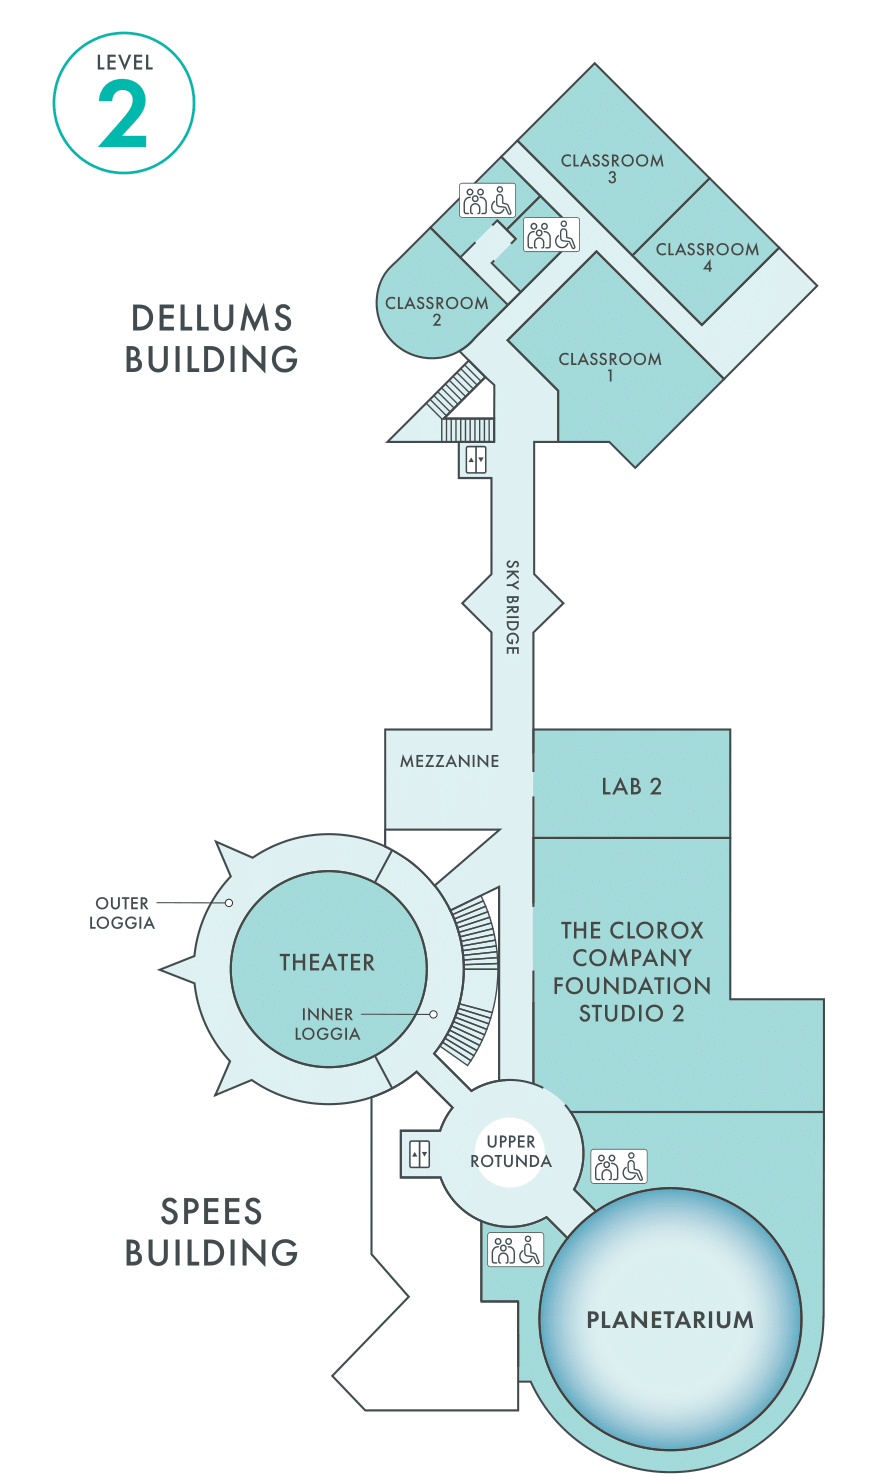 LEVEL
2
CLASSROOM
3
CLASSROOM
4
CLASSROOM
2
DELLUMS
BUILDING
CLASSROOM
1
SKY BRIDGE
MEZZANINE
LAB 2
OUTER
LOGGIA
THEATER
THE CLOROX
COMPANY
FOUNDATION
STUDIO 2
INNER
LOGGIA
UPPER
ROTUNDA
SPEES
BUILDING
PLANETARIUM